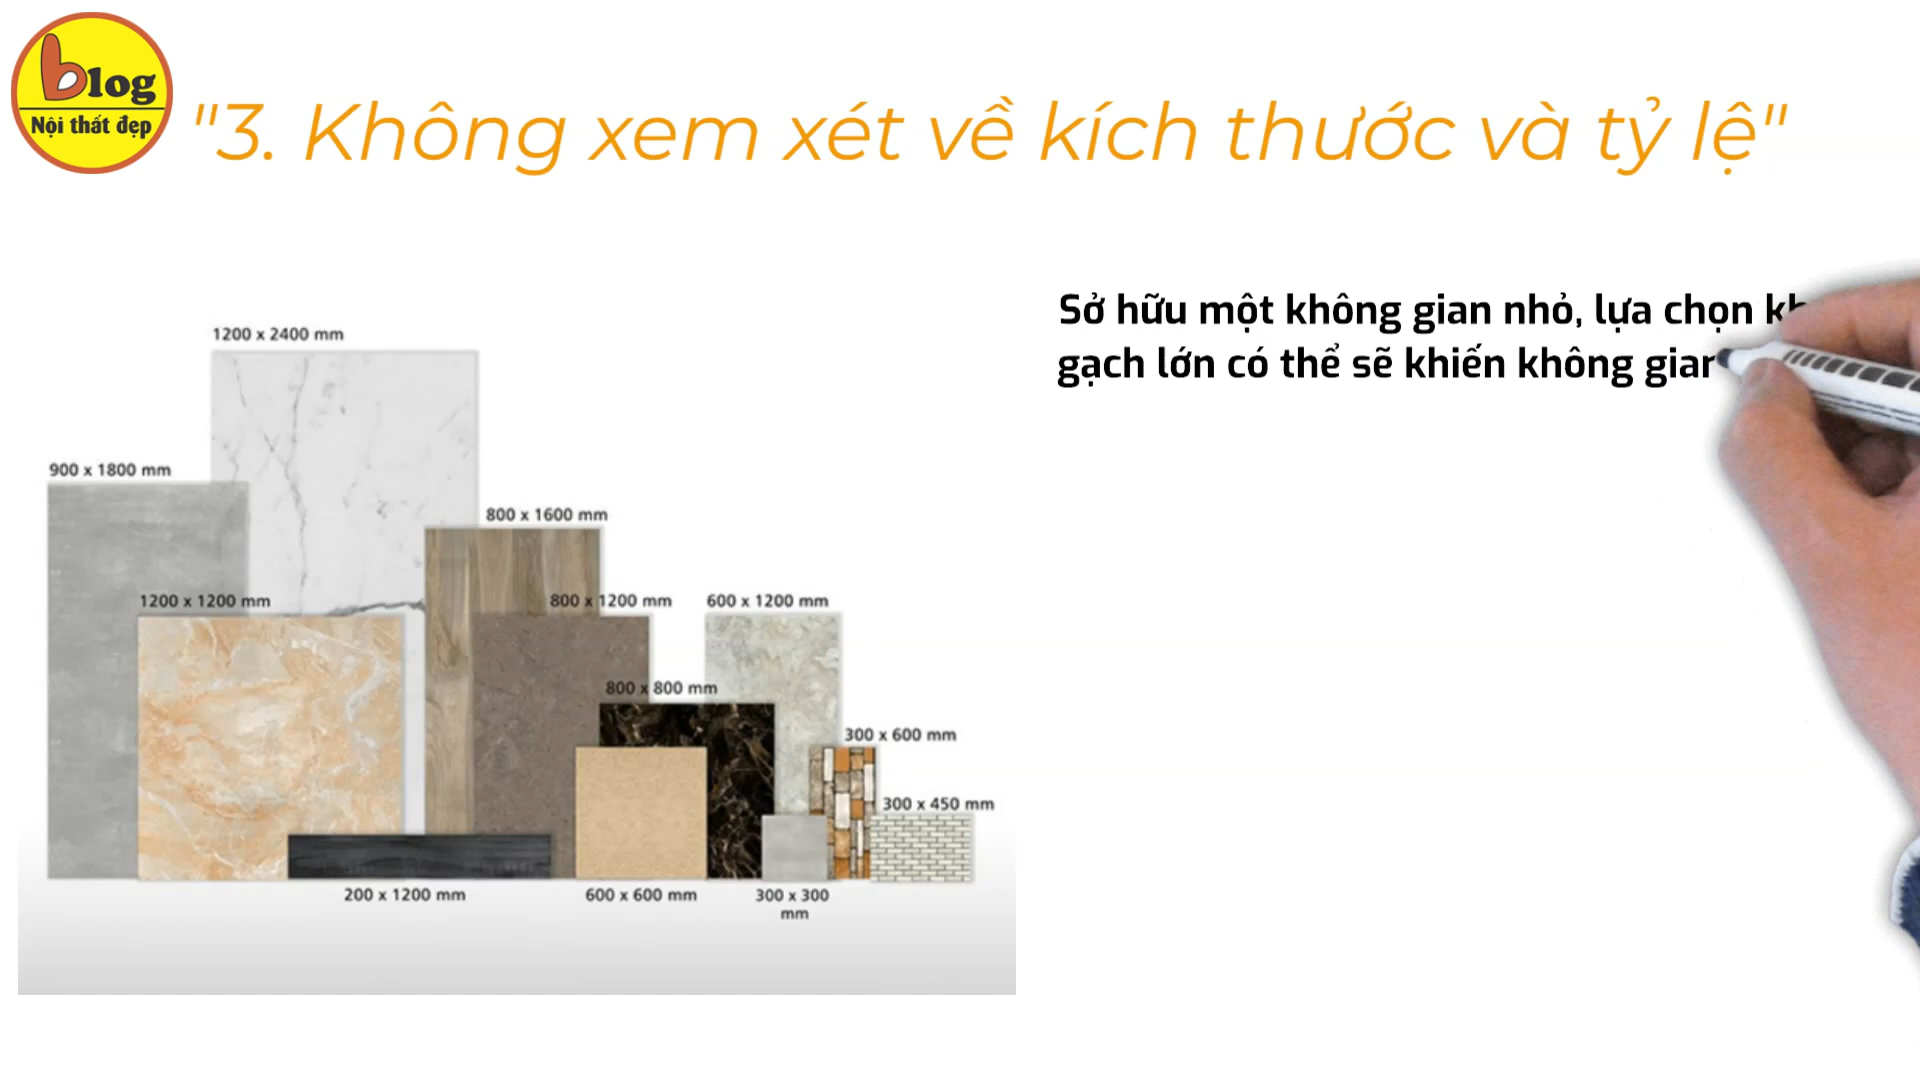 blog
Nội thất đẹp
"3. Không xem xét về kích thước và tỷ lệ"
Sở hữu một không gian nhỏ, lựa chọn
gạch lớn có thể sẽ khiến không
1200 x 2400 mm
900 x 1800 mm
800 x 1600 mm
1200 x 1200 mm
800 x 1200 mm
600 x 1200 mm
800 x 800 mm
300 x 600 mm
300 x 450 mm
200 x 1200 mm
600 x 600 mm
300 x 300
mm